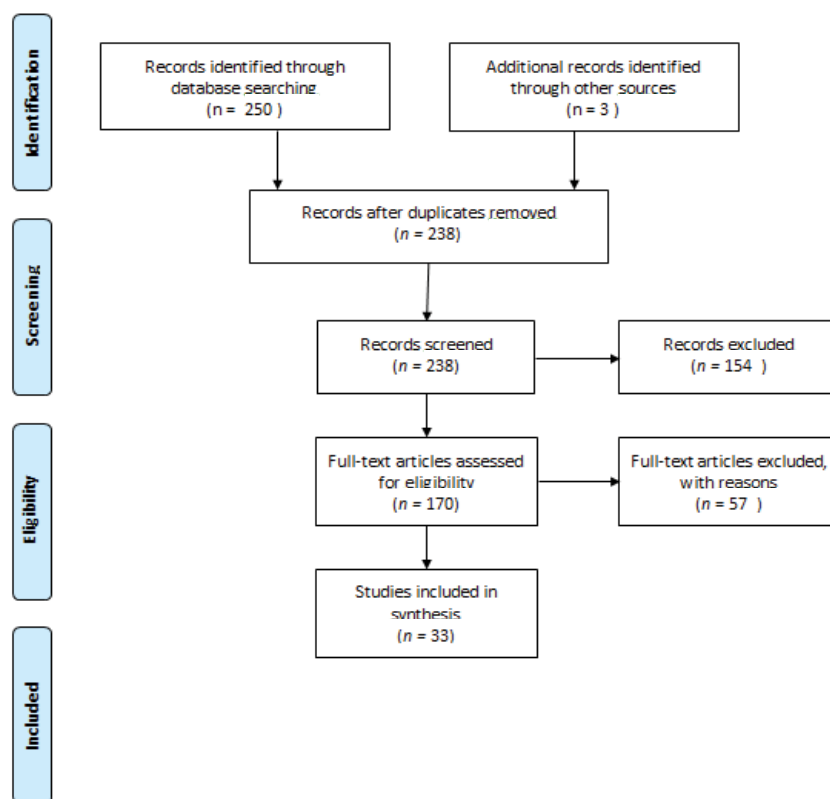 Identification
Records identified through
database searching
(n = 250 )
Additional records identified
through other sources
(n = 3 )
Records after duplicates removed
(n = 238)
Screening
Records screened
(n = 238)
Records excluded
(n = 154 )
Eligibility
Full-text articles assessed
for eligibility
(n = 170)
Full-text articles excluded,
with reasons
(n = 57 )
Studies included in
synthesis
(n = 33)
Included